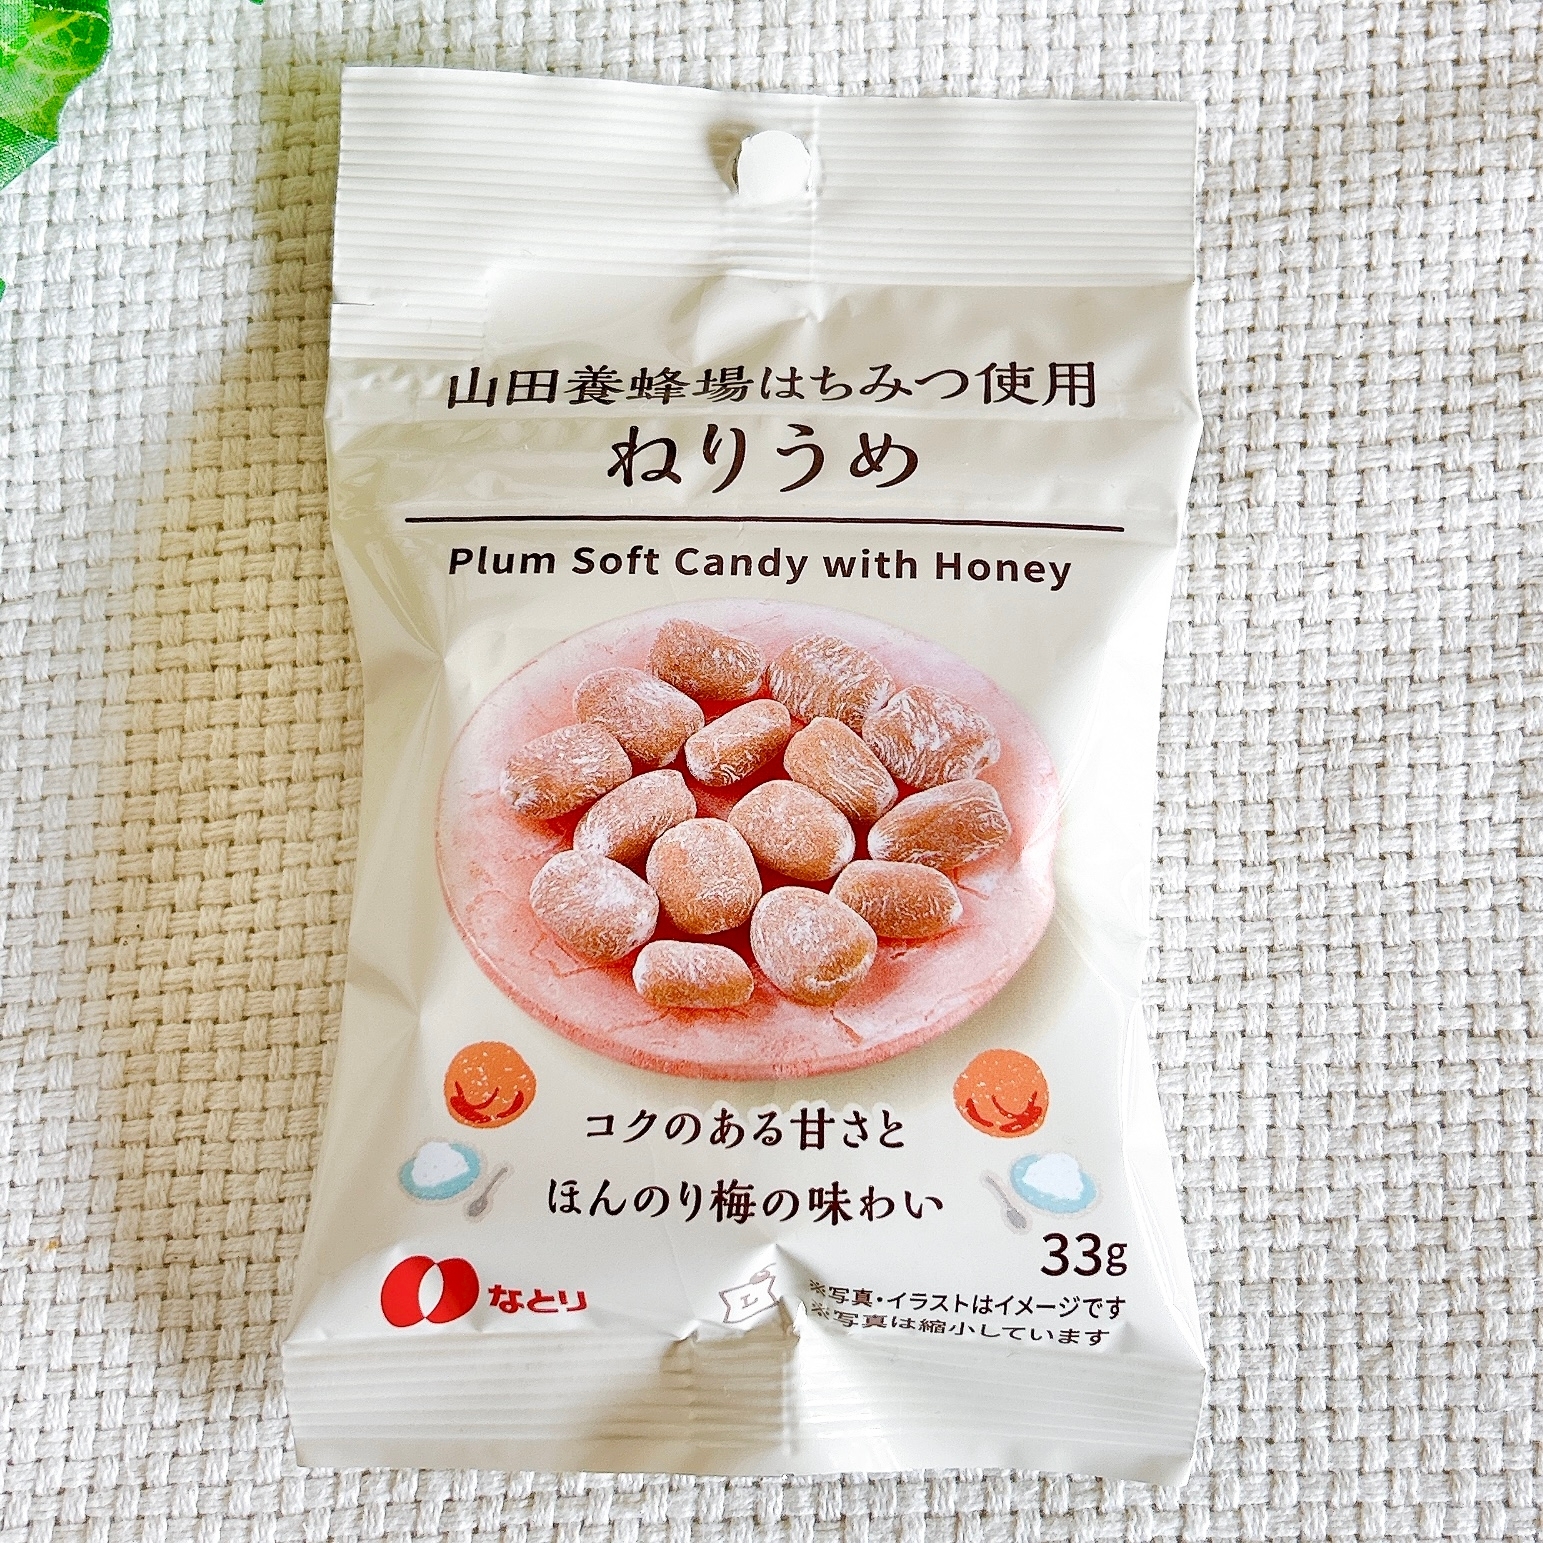 山田養蜂場はちみつ使用
ねりうめ
Plum Soft Candy with Honey
コクのある甘さと
ほんのり梅の味わい
33g
なとり
L
※写真・イラストはイメージです
※写真は縮小しています